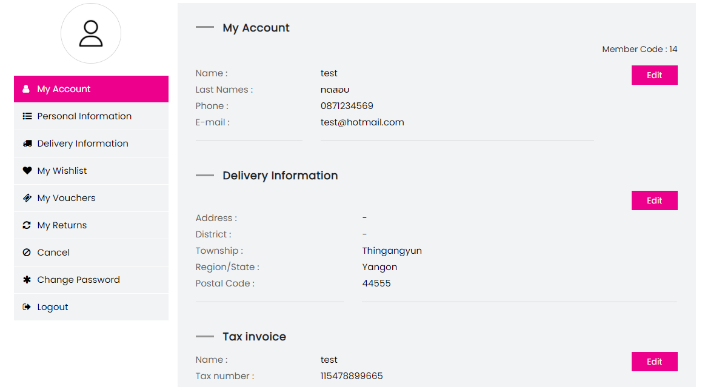 My Account
Personal Information
Delivery Information
My Wishlist
My Vouchers
My Returns
Cancel
Change Password
Logout
My Account
Member Code : 14
Edit
Name : test
Last Names : ทดสอบ
Phone : 0871234569
E-mail : test@hotmail.com
Delivery Information
Edit
Address : -
District : -
Township : Thingangyun
Region/State : Yangon
Postal Code : 44555
Tax invoice
Edit
Name : test
Tax number : 115478899665